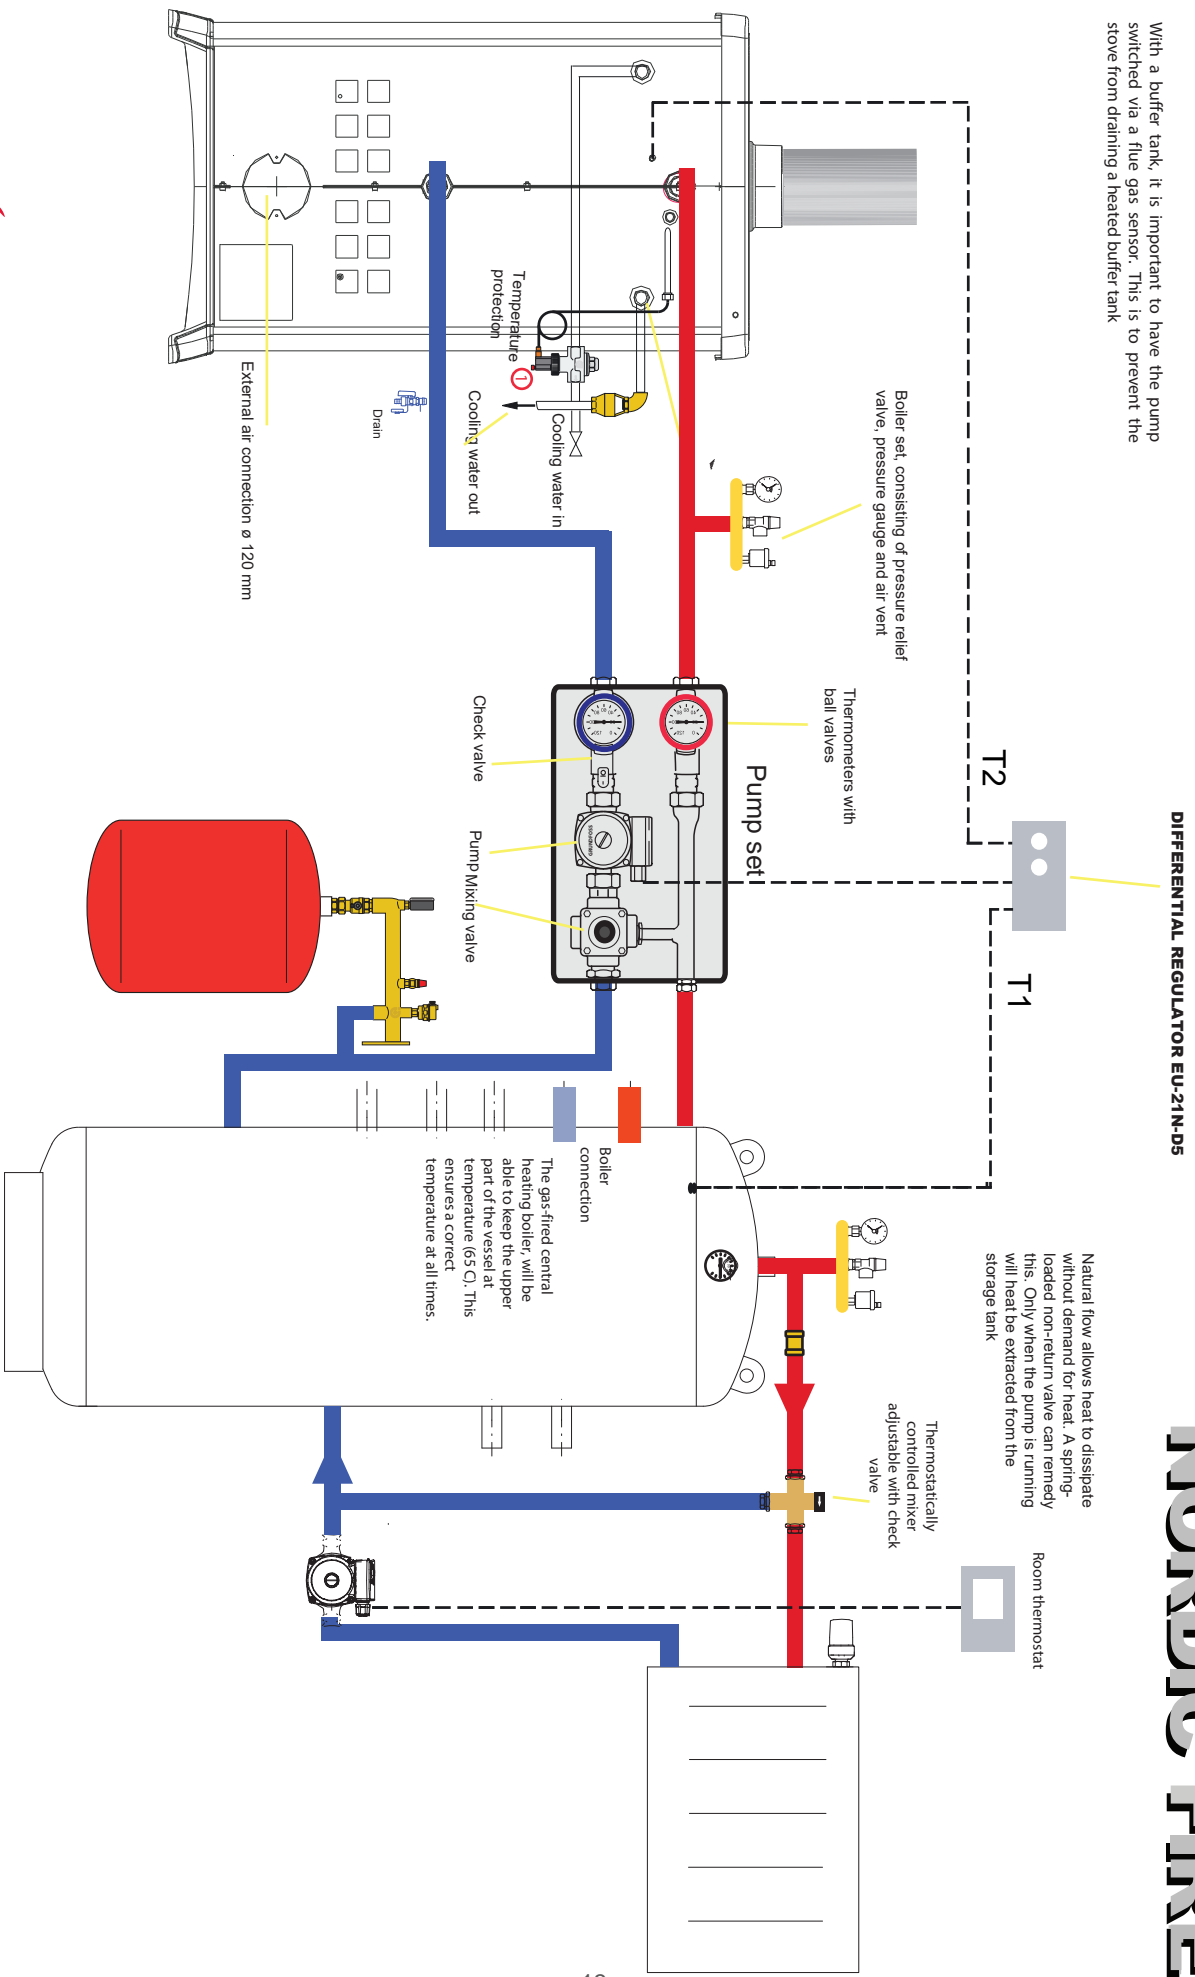 NORDIC FIRE
DIFFERENTIAL REGULATOR EU-21N-D5
With a buffer tank, it is important to have the pump
switched via a flue gas sensor. This is to prevent the
stove from draining a heated buffer tank
T2
T1
Natural flow allows heat to dissipate
without demand for heat. A spring-
loaded non-return valve can remedy
this. Only when the pump is running
will heat be extracted from the
storage tank
Room thermostat
Boiler set, consisting of pressure relief
valve, pressure gauge and air vent
Thermometers with
ball valves
Thermostatically
controlled mixer
adjustable with check
valve
Pump set
Temperature
protection
1
Cooling water in
Cooling water out
Drain
External air connection ø 120 mm
Check valve
Pump
Mixing valve
GRUNDFOSS
Boiler
connection
The gas-fired central
heating boiler, will be
able to keep the upper
part of the vessel at
temperature (65 C). This
ensures a correct
temperature at all times.